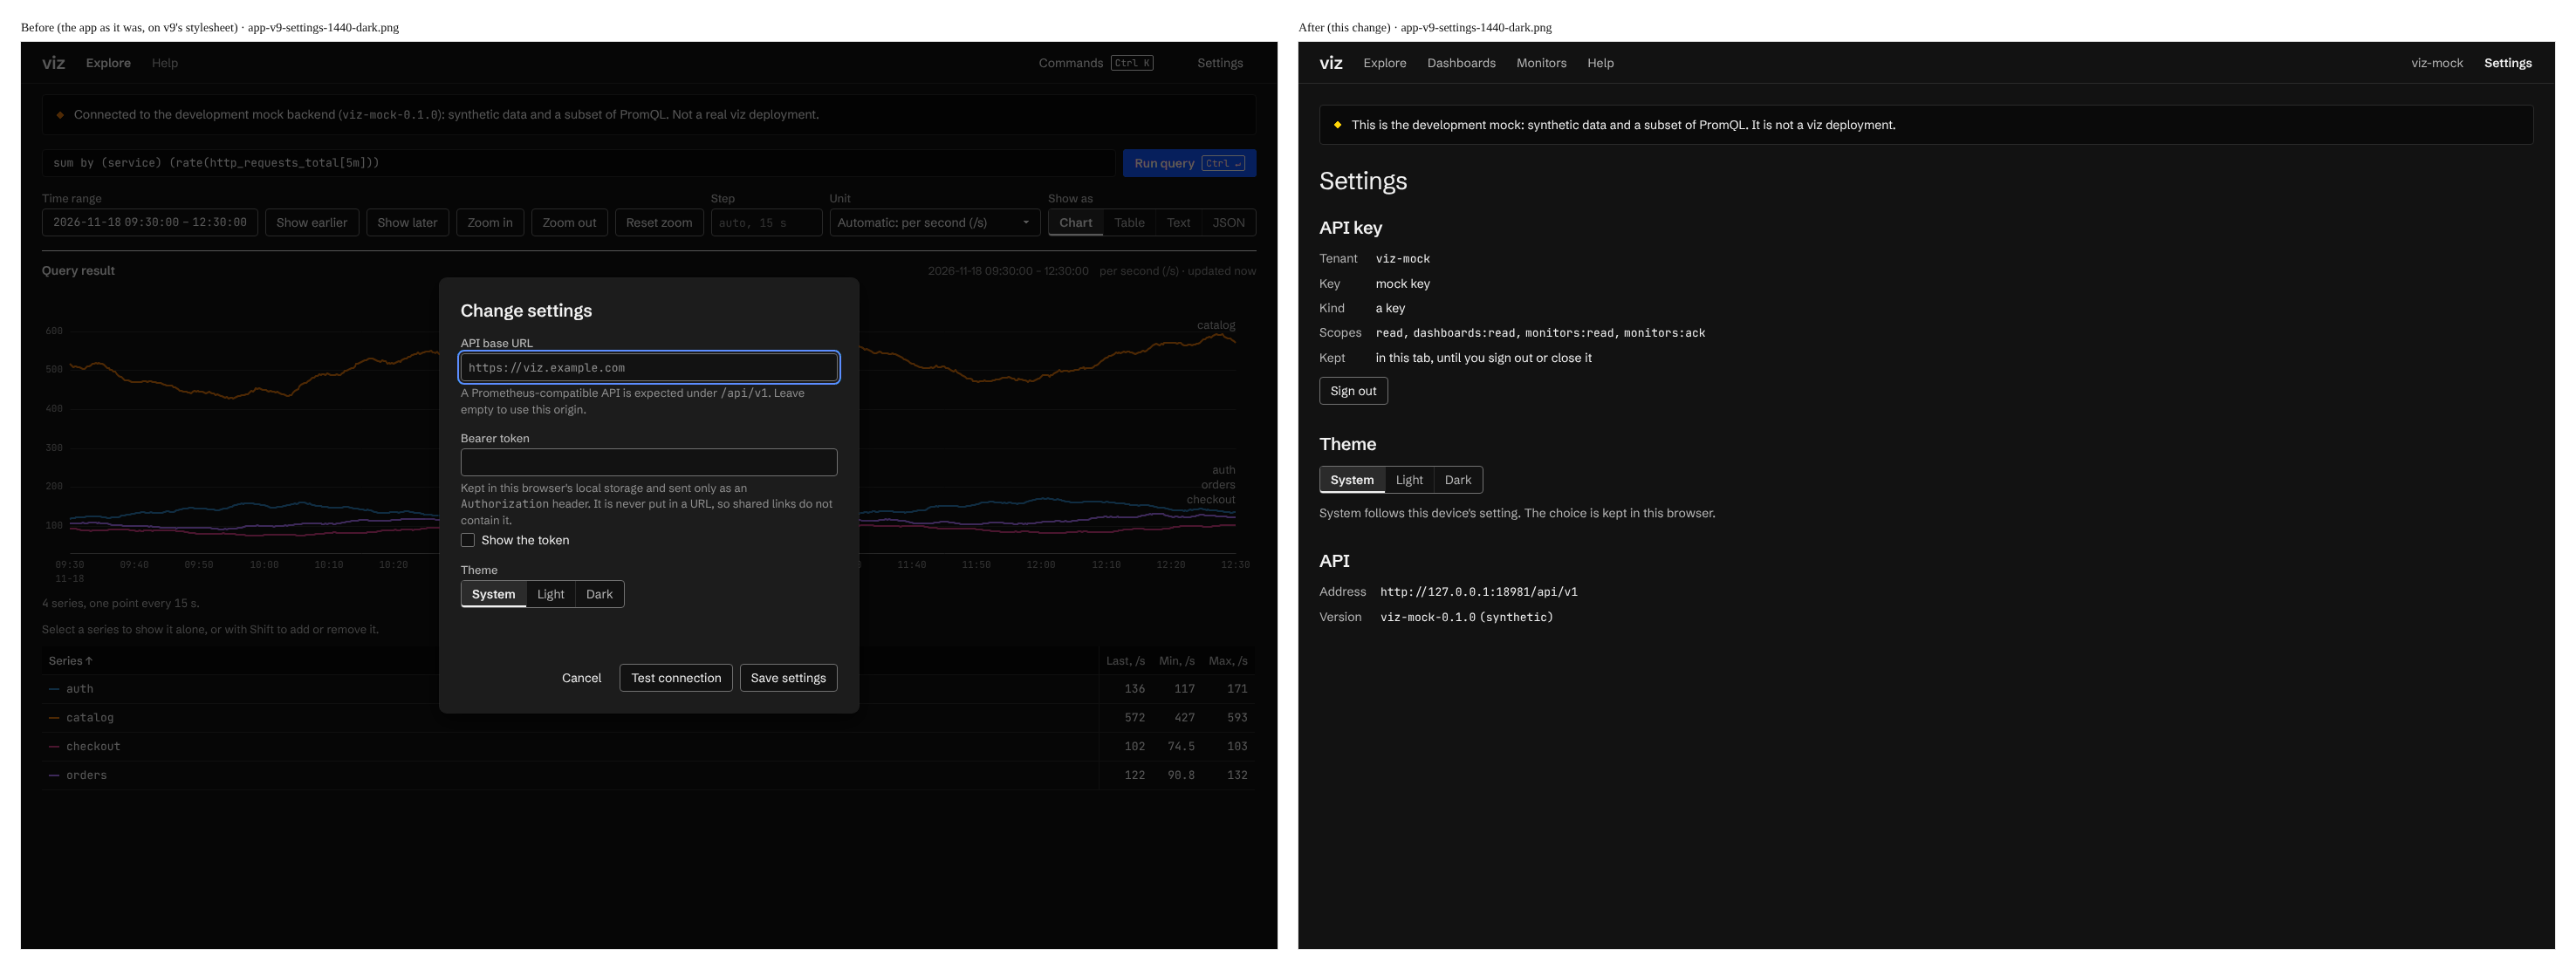 Before (the app as it was, on v9's stylesheet) · app-v9-settings-1440-dark.png
viz Explore Help Commands Ctrl K Settings
Connected to the development mock backend (viz-mock-0.1.0): synthetic data and a subset of PromQL. Not a real viz deployment.
sum by (service) (rate(http_requests_total[5m])) Run query Ctrl ↵
Time range Step Unit Show as
2026-11-18 09:30:00 – 12:30:00 Show earlier Show later Zoom in Zoom out Reset zoom auto, 15 s Automatic: per second (/s) Chart Table Text JSON
Query result 2026-11-18 09:30:00 – 12:30:00 per second (/s) · updated now
600
500
400
300
200
100
catalog
auth
orders
checkout
09:30 09:40 09:50 10:00 10:10 10:20 11:40 11:50 12:00 12:10 12:20 12:30
11-18
4 series, one point every 15 s.
Select a series to show it alone, or with Shift to add or remove it.
Series ↑ Last, /s Min, /s Max, /s
auth 136 117 171
catalog 572 427 593
checkout 102 74.5 103
orders 122 90.8 132
Change settings
API base URL
https://viz.example.com
A Prometheus-compatible API is expected under /api/v1. Leave
empty to use this origin.
Bearer token
Kept in this browser's local storage and sent only as an
Authorization header. It is never put in a URL, so shared links do not
contain it.
Show the token
Theme
System Light Dark
Cancel Test connection Save settings
After (this change) · app-v9-settings-1440-dark.png
viz Explore Dashboards Monitors Help viz-mock Settings
This is the development mock: synthetic data and a subset of PromQL. It is not a viz deployment.
Settings
API key
Tenant viz-mock
Key mock key
Kind a key
Scopes read, dashboards:read, monitors:read, monitors:ack
Kept in this tab, until you sign out or close it
Sign out
Theme
System Light Dark
System follows this device's setting. The choice is kept in this browser.
API
Address http://127.0.0.1:18981/api/v1
Version viz-mock-0.1.0 (synthetic)